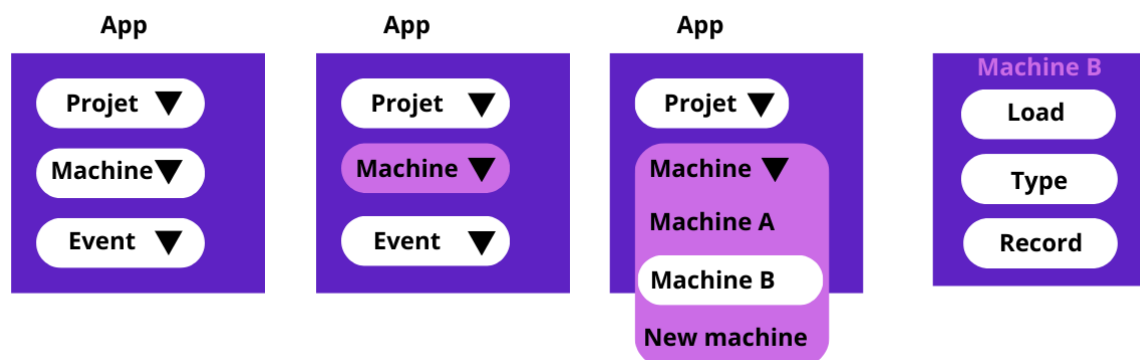 App
Projet
Machine
Event
App
Projet
Machine
Event
App
Projet
Machine
Machine A
Machine B
New machine
Machine B
Load
Type
Record